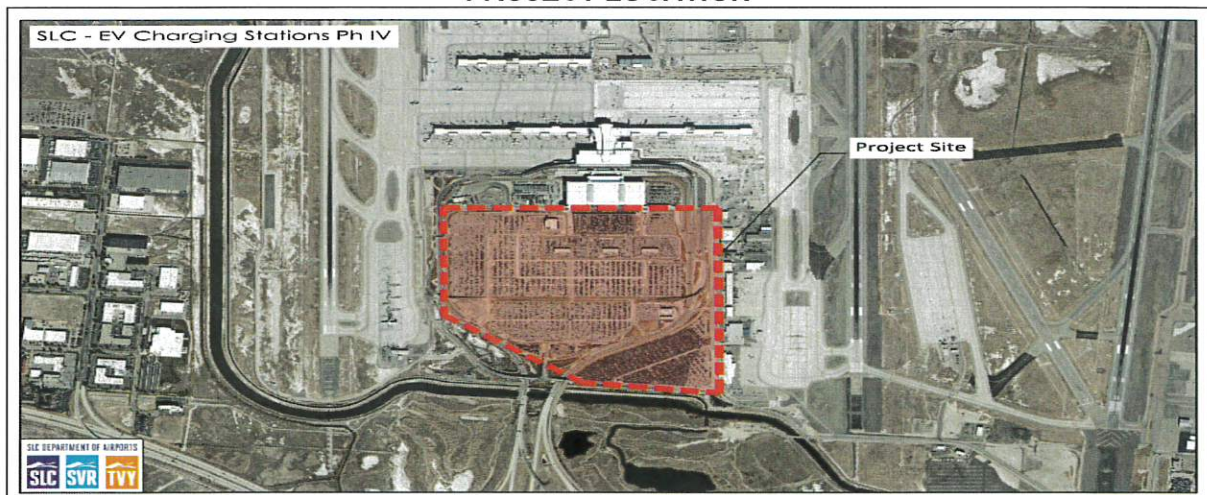 SLC - EV Charging Stations Ph IV
Project Site
SLC DEPARTMENT OF AIRPORTS
SLC SVR TVY